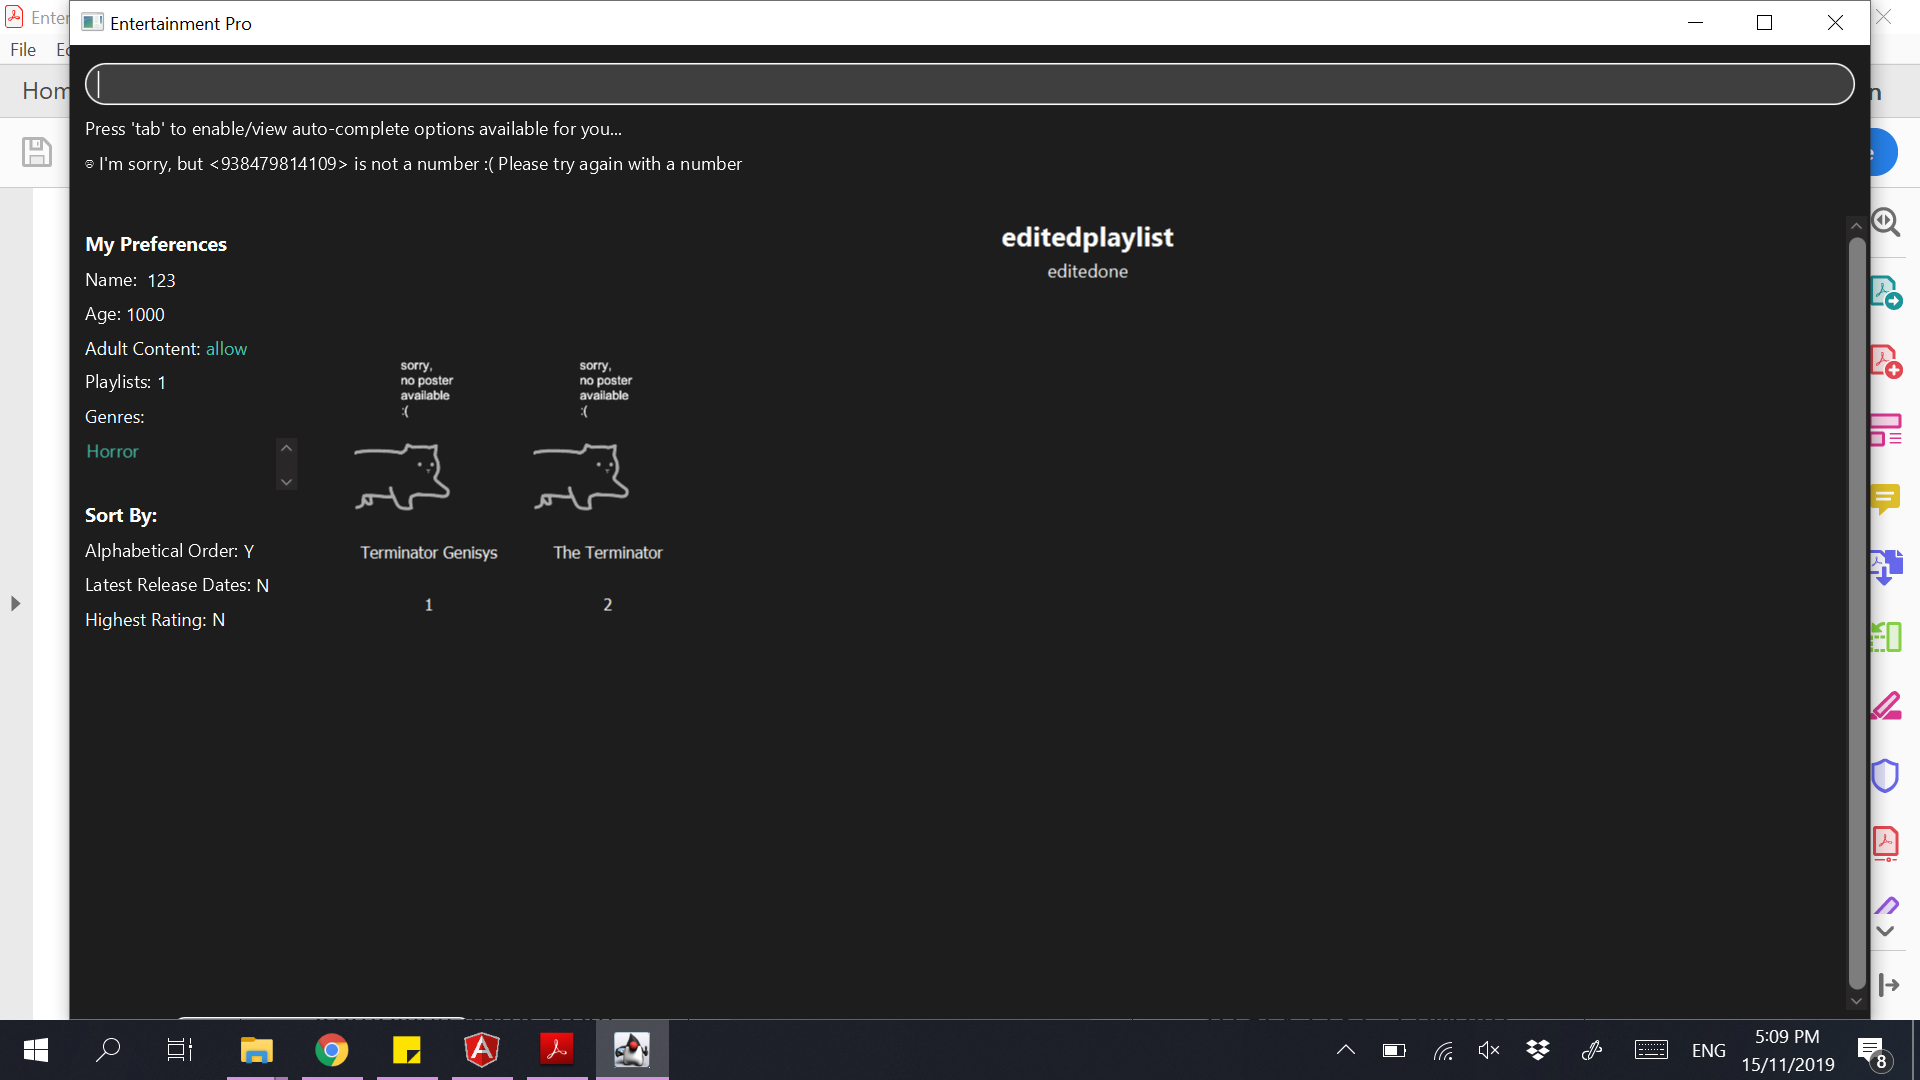 Enter
Entertainment Pro
File
Hom
Press 'tab' to enable/view auto-complete options available for you...
I'm sorry, but <938479814109> is not a number :( Please try again with a number
My Preferences
Name: 123
Age: 1000
Adult Content: allow
Playlists: 1
Genres:
Horror
Sort By:
Alphabetical Order: Y
Latest Release Dates: N
Highest Rating: N
editedplaylist
editedone
sorry,
no poster
available
:(
Terminator Genisys
1
sorry,
no poster
available
:(
The Terminator
2
ENG
5:09 PM
15/11/2019
8